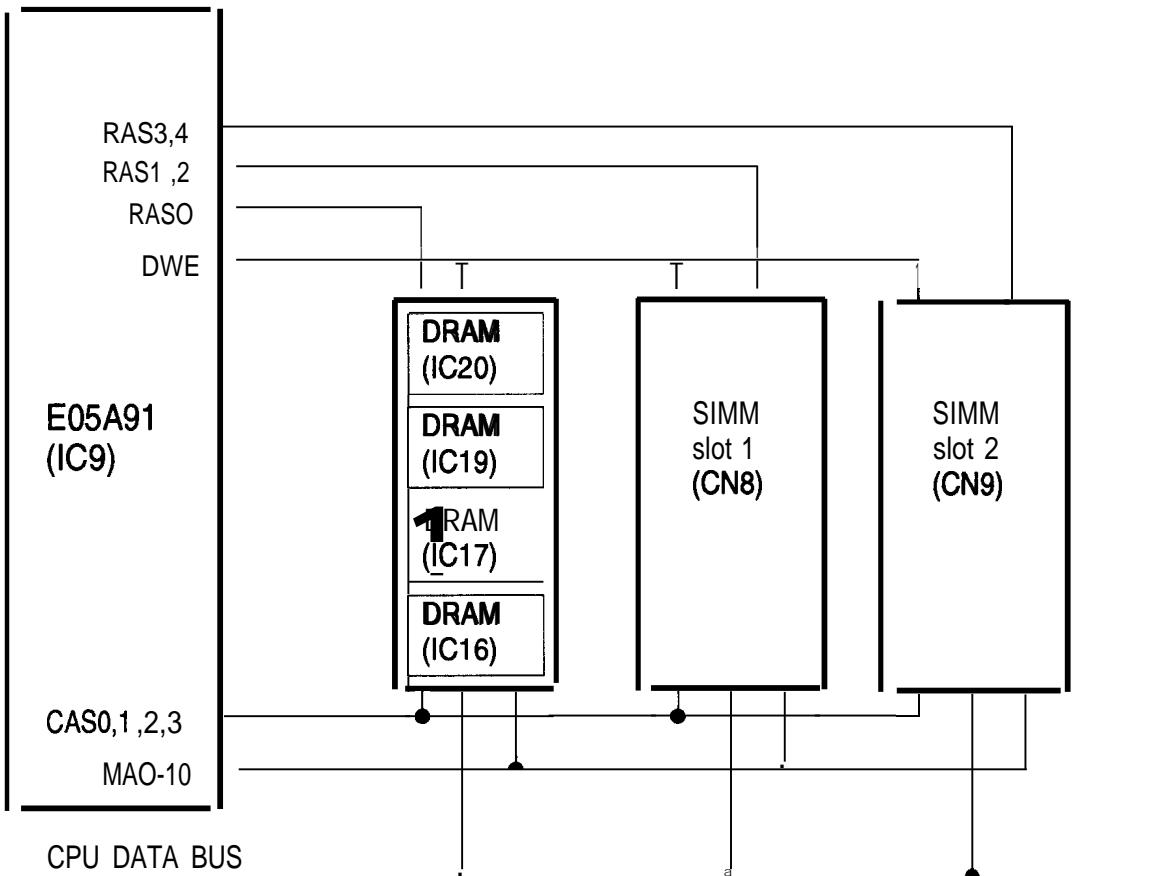 RAS3,4
RAS1 ,2
RASO
DWE
DRAM
(IC20)
DRAM
(IC19)
DRAM
(IC17)
DRAM
(IC16)
E05A91
(IC9)
SIMM
slot 1
(CN8)
SIMM
slot 2
(CN9)
CAS0,1 ,2,3
MAO-10
CPU DATA BUS